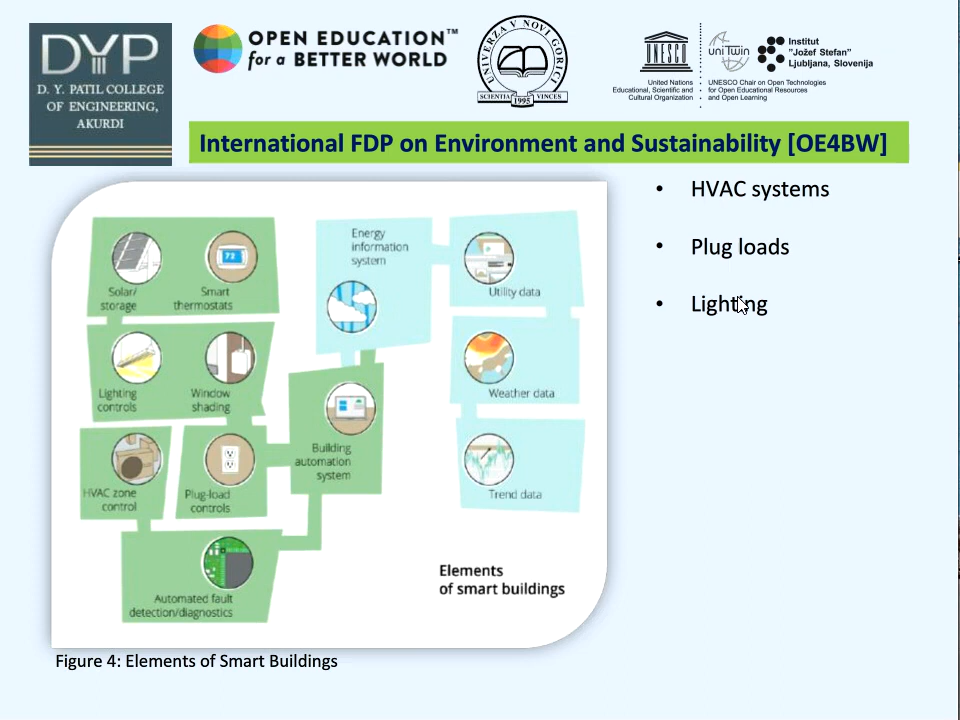 DYP
D. Y. PATIL COLLEGE
OF ENGINEERING,
AKURDI
OPEN EDUCATION™
for a BETTER WORLD
UNIVERZA V NOVI GORICI
SCIENTIA VINCES
1995
UNESCO
United Nations
Educational, Scientific and
Cultural Organization
uniTwin
Institut
"Jožef Stefan"
Ljubljana, Slovenija
UNESCO Chair on Open Technologies
for Open Educational Resources
and Open Learning
International FDP on Environment and Sustainability [OE4BW]
Solar/
storage
Smart
thermostats
72
Energy
information
system
Utility data
Lighting
controls
Window
shading
Weather data
Building
automation
system
HVAC zone
control
Plug-load
controls
Trend data
Automated fault
detection/diagnostics
Elements
of smart buildings
Figure 4: Elements of Smart Buildings
• HVAC systems
• Plug loads
• Lighting